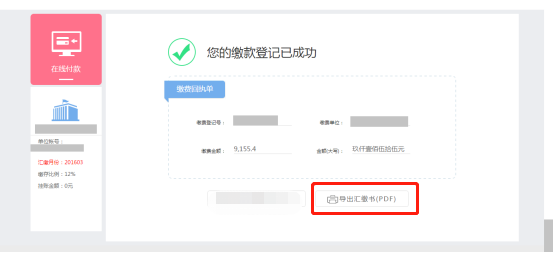 在线付款
您的缴款登记已成功
缴费回执单
缴费登记号：
缴费单位：
缴费金额：
9,155.4
金额(大写)：
玖仟壹佰伍拾伍元
单位账号：
汇缴月份：201603
缴存比例：12%
挂账金额：0元
导出汇缴书(PDF)